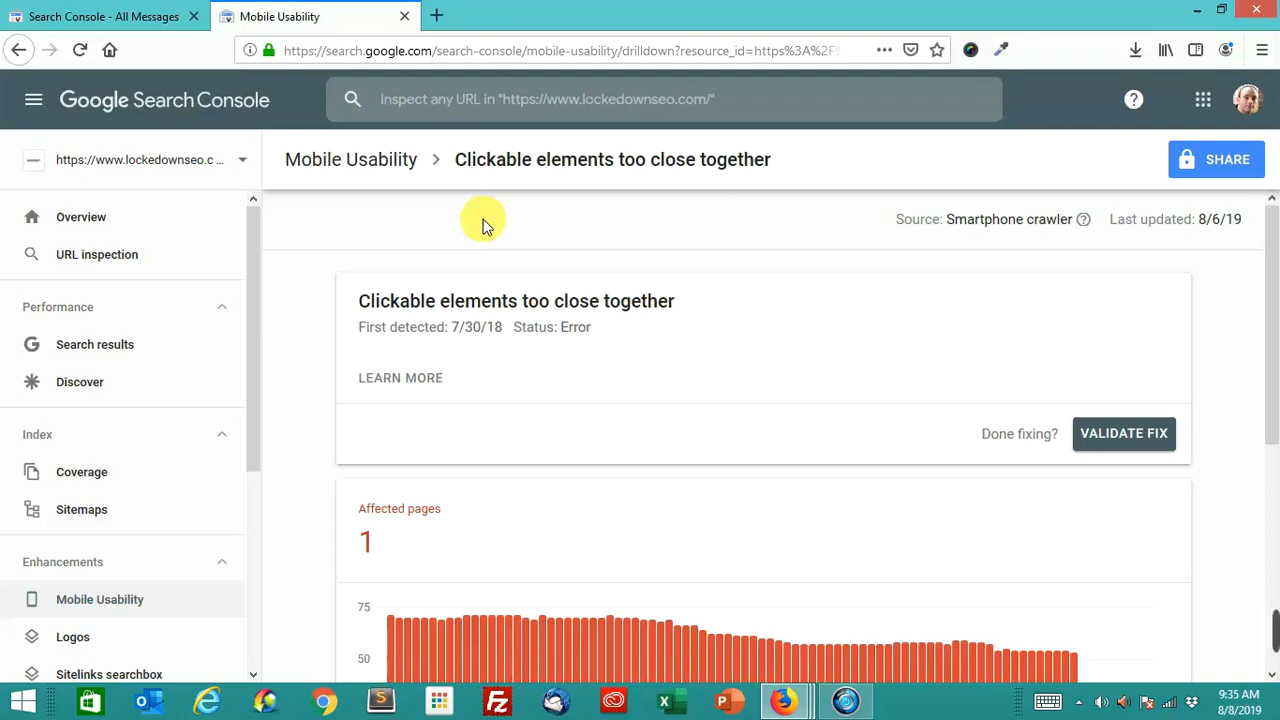 Search Console - All Messages
Mobile Usability
https://search.google.com/search-console/mobile-usability/drilldown?resource_id=https%3A%2F%
Google Search Console
Inspect any URL in "https://www.lockedownseo.com/"
https://www.lockedownseo.c ...
Mobile Usability > Clickable elements too close together
SHARE
Overview
URL inspection
Performance
Search results
Discover
Index
Coverage
Sitemaps
Enhancements
Mobile Usability
Logos
Sitelinks searchbox
Source: Smartphone crawler
Last updated: 8/6/19
Clickable elements too close together
First detected: 7/30/18 Status: Error
LEARN MORE
Done fixing?
VALIDATE FIX
Affected pages
1
75
50
9:35 AM
8/8/2019